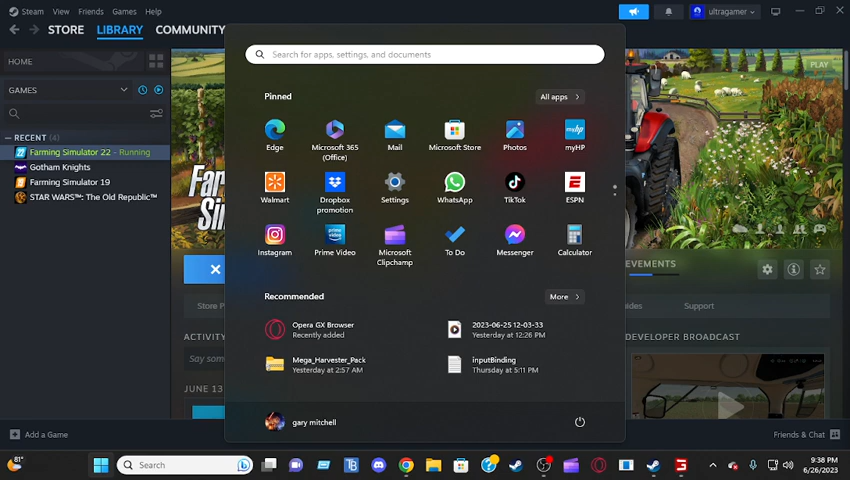 Steam View Friends Games Help
ultragamer
STORE LIBRARY COMMUNITY
HOME
GAMES
RECENT (4)
Farming Simulator 22 - Running
Gotham Knights
Farming Simulator 19
STAR WARS™: The Old Republic™
PLAY
Search for apps, settings, and documents
Pinned
All apps
Edge
Microsoft 365
(Office)
Mail
Microsoft Store
Photos
myHP
Walmart
Dropbox
promotion
Settings
WhatsApp
TikTok
ESPN
Instagram
Prime Video
Microsoft
Clipchamp
To Do
Messenger
Calculator
Recommended
More
Opera GX Browser
Recently added
2023-06-25 12-03-33
Yesterday at 12:26 PM
Mega_Harvester_Pack
Yesterday at 2:57 AM
inputBinding
Thursday at 5:11 PM
gary mitchell
Far
Si
EVEMENTS
Store P
uides
Support
ACTIVITY
Say som
JUNE 13
DEVELOPER BROADCAST
Add a Game
Friends & Chat
81°
Search
9:38 PM
6/26/2023